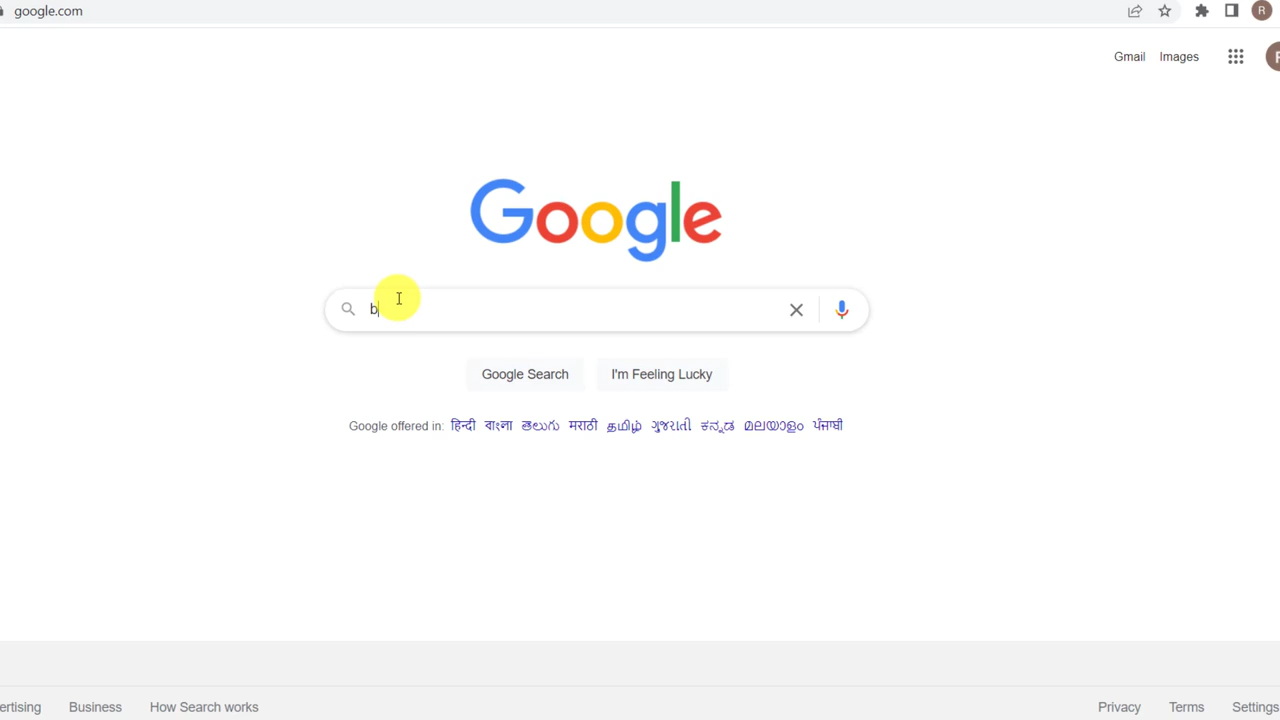 google.com
R
Gmail Images
Google
b
Google Search I'm Feeling Lucky
Google offered in: हिन्दी বাংলা తెలుగు मराठी தமிழ் ગુજરાતી ಕನ್ನಡ മലയാളം ਪੰਜਾਬੀ
ertising Business How Search works Privacy Terms Settings